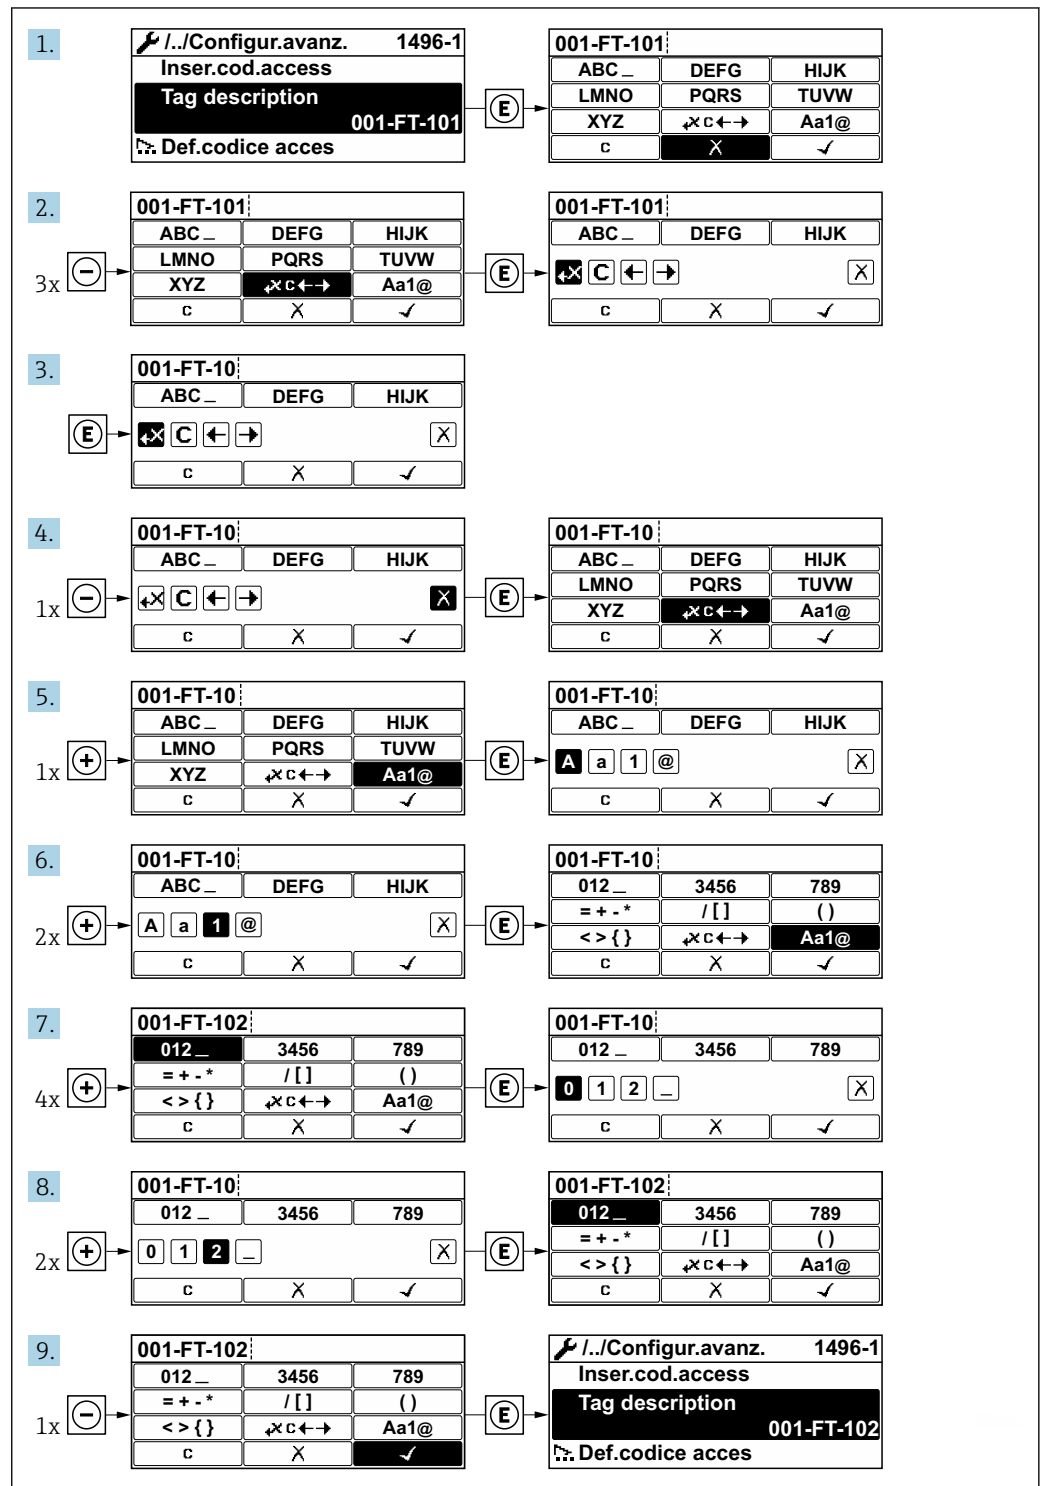 1.
/../Configur.avanz. 1496-1
Inser.cod.access
Tag description
001-FT-101
Def.codice acces
E
001-FT-101
ABC_ DEFG HIJK
LMNO PQRS TUVW
XYZ C←→ Aa1@
C X ✓
2.
3x
001-FT-101
ABC_ DEFG HIJK
LMNO PQRS TUVW
XYZ C←→ Aa1@
C X ✓
E
001-FT-101
ABC_ DEFG HIJK
C ← → X
C X ✓
3.
E
001-FT-10
ABC_ DEFG HIJK
C ← → X
C X ✓
4.
1x
001-FT-10
ABC_ DEFG HIJK
C ← → X
C X ✓
E
001-FT-10
ABC_ DEFG HIJK
LMNO PQRS TUVW
XYZ C←→ Aa1@
C X ✓
5.
1x
001-FT-10
ABC_ DEFG HIJK
LMNO PQRS TUVW
XYZ C←→ Aa1@
C X ✓
E
001-FT-10
ABC_ DEFG HIJK
A a 1 @ X
C X ✓
6.
2x
001-FT-10
ABC_ DEFG HIJK
A a 1 @ X
C X ✓
E
001-FT-10
012_ 3456 789
=+-* /[] ()
<>{} C←→ Aa1@
C X ✓
7.
4x
001-FT-102
012_ 3456 789
=+-* /[] ()
<>{} C←→ Aa1@
C X ✓
E
001-FT-10
012_ 3456 789
0 1 2 _ X
C X ✓
8.
2x
001-FT-10
012_ 3456 789
0 1 2 _ X
C X ✓
E
001-FT-102
012_ 3456 789
=+-* /[] ()
<>{} C←→ Aa1@
C X ✓
9.
1x
001-FT-102
012_ 3456 789
=+-* /[] ()
<>{} C←→ Aa1@
C X ✓
E
/../Configur.avanz. 1496-1
Inser.cod.access
Tag description
001-FT-102
Def.codice acces